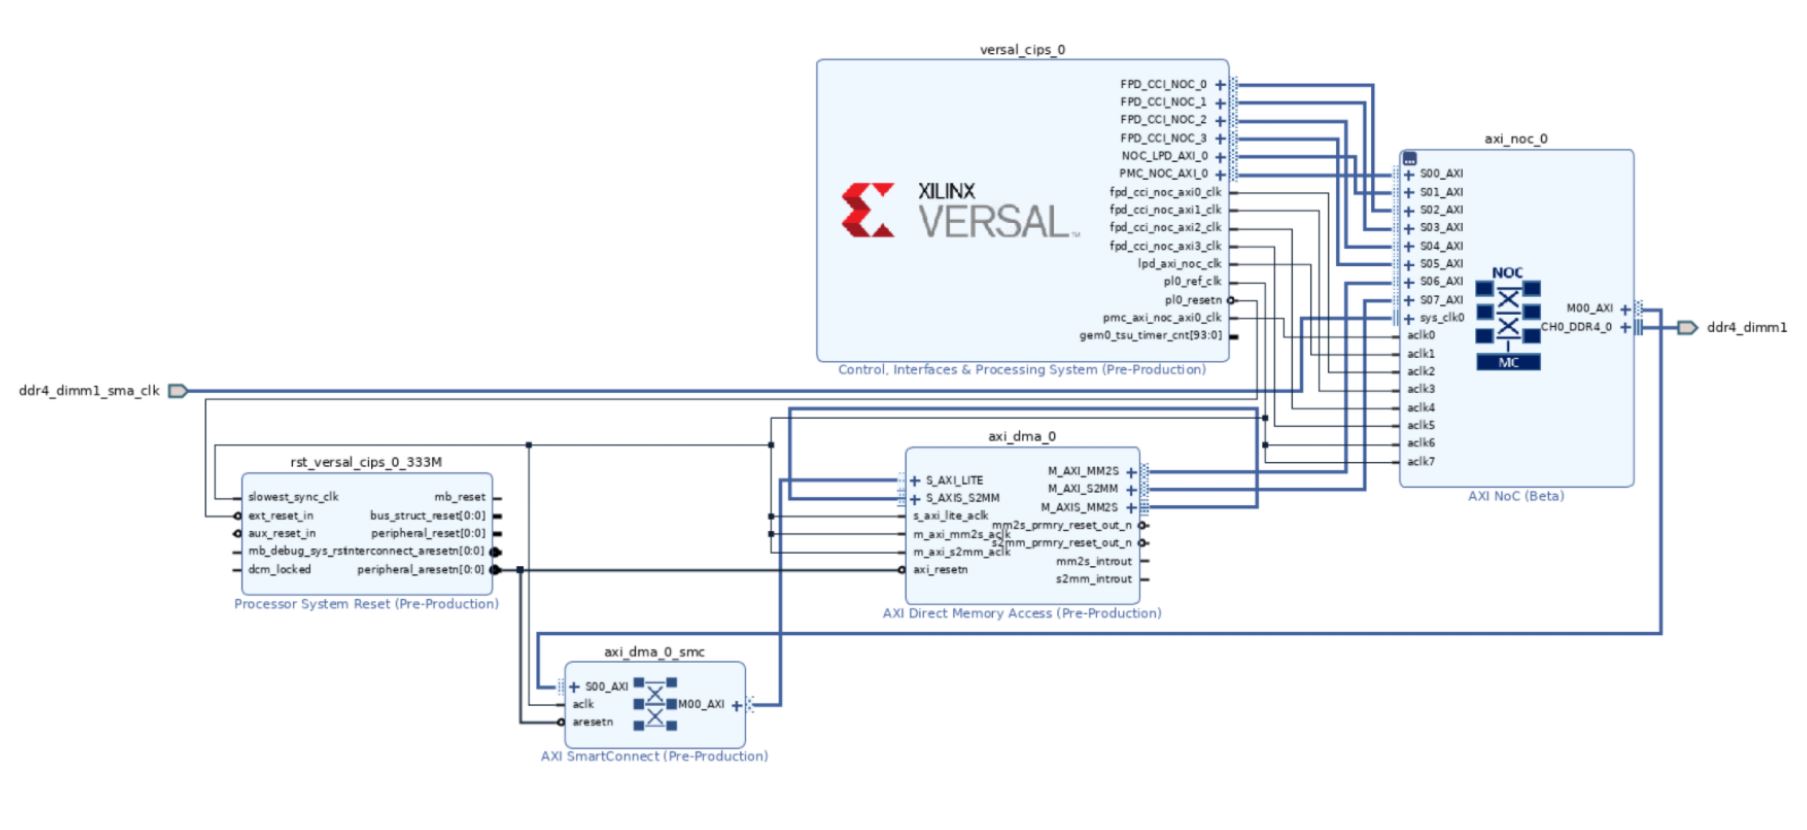 versal_cips_0
FPD_CCI_NOC_0
FPD_CCI_NOC_1
FPD_CCI_NOC_2
FPD_CCI_NOC_3
NOC_LPD_AXI_0
PMC_NOC_AXI_0
fpd_cci_noc_axi0_clk
fpd_cci_noc_axi1_clk
fpd_cci_noc_axi2_clk
fpd_cci_noc_axi3_clk
lpd_axi_noc_clk
pl0_ref_clk
pl0_resetn
pmc_axi_noc_axi0_clk
gem0_tsu_timer_cnt[93:0]
XILINX
VERSAL™
Control, Interfaces & Processing System (Pre-Production)
axi_noc_0
S00_AXI
S01_AXI
S02_AXI
S03_AXI
S04_AXI
S05_AXI
S06_AXI
S07_AXI
sys_clk0
aclk0
aclk1
aclk2
aclk3
aclk4
aclk5
aclk6
aclk7
NOC
MC
M00_AXI
CH0_DDR4_0
AXI NoC (Beta)
ddr4_dimm1
ddr4_dimm1_sma_clk
rst_versal_cips_0_333M
slowest_sync_clk
ext_reset_in
aux_reset_in
mb_debug_sys_rst
dcm_locked
mb_reset
bus_struct_reset[0:0]
peripheral_reset[0:0]
interconnect_aresetn[0:0]
peripheral_aresetn[0:0]
Processor System Reset (Pre-Production)
axi_dma_0
S_AXI_LITE
S_AXIS_S2MM
s_axi_lite_aclk
m_axi_mm2s_aclk
m_axi_s2mm_aclk
axi_resetn
M_AXI_MM2S
M_AXI_S2MM
M_AXIS_MM2S
mm2s_prmry_reset_out_n
s2mm_prmry_reset_out_n
mm2s_introut
s2mm_introut
AXI Direct Memory Access (Pre-Production)
axi_dma_0_smc
S00_AXI
aclk
aresetn
M00_AXI
AXI SmartConnect (Pre-Production)